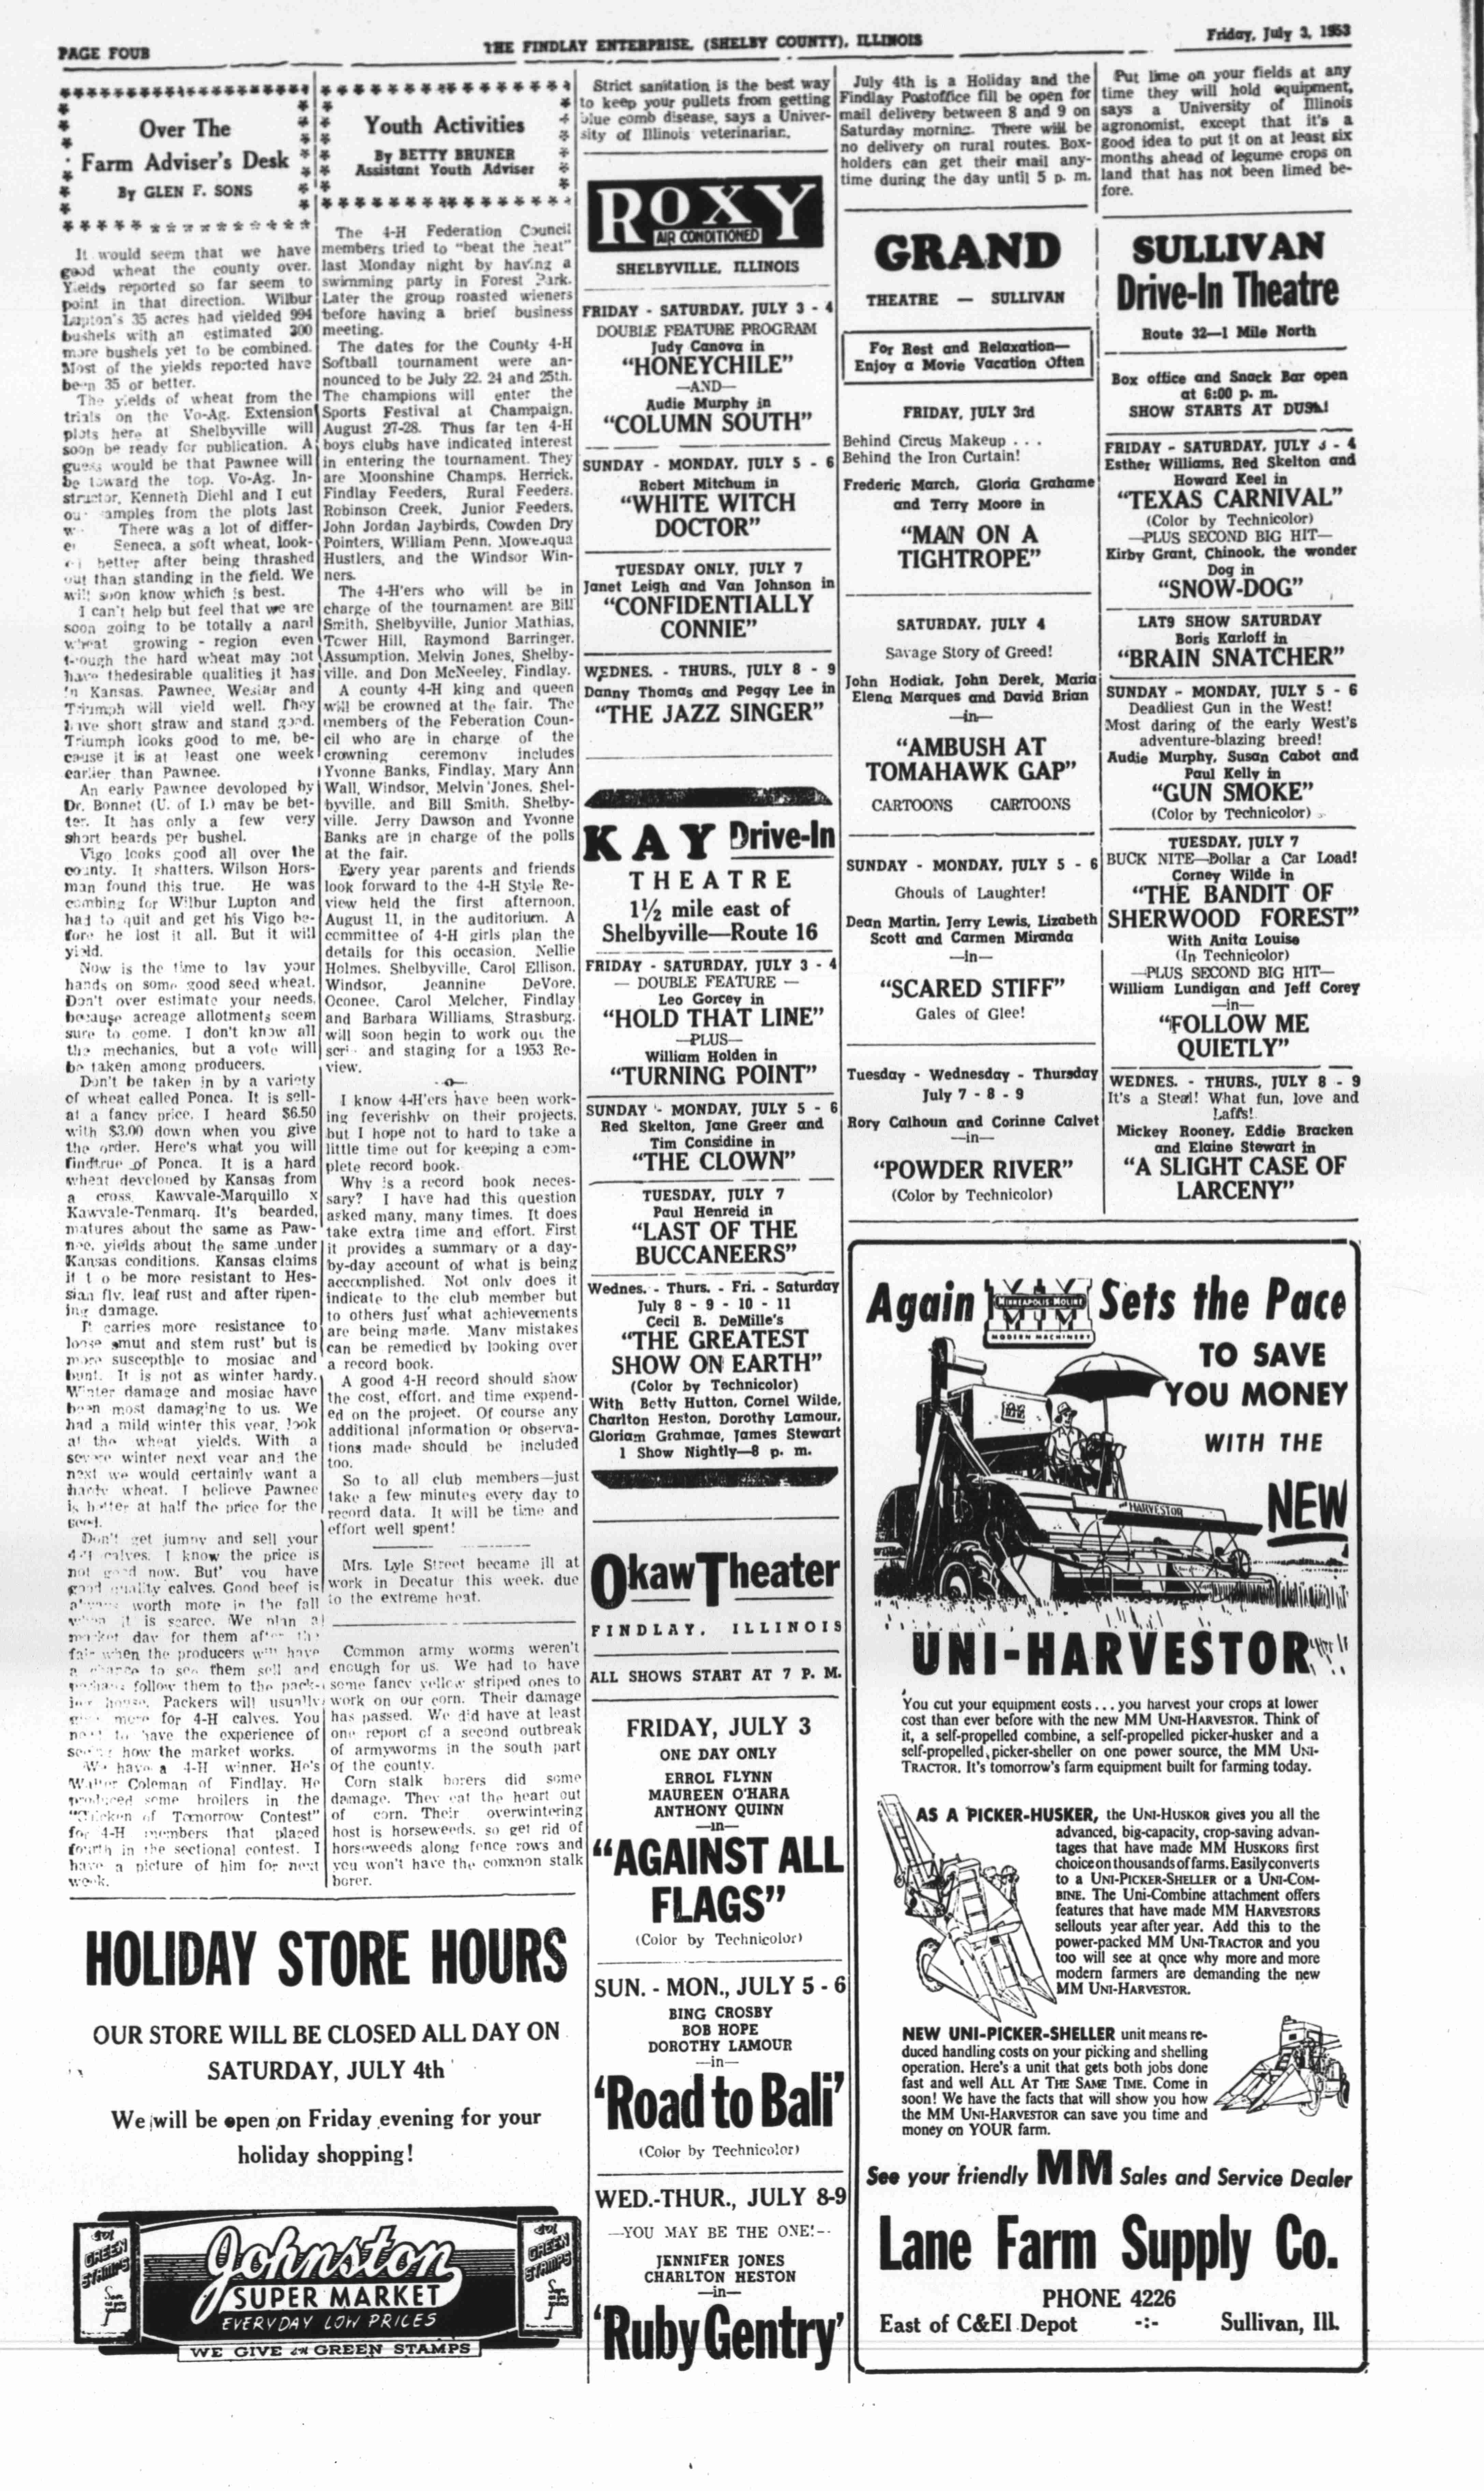 PAGE FOUR
THE FINDLAY ENTERPRISE, (SHELBY COUNTY), ILLINOIS
Friday, July 3, 1953
Over The
Farm Adviser's Desk
By GLEN F. SONS
It would seem that we have
good wheat the county over.
Yields reported so far seem to
point in that direction. Wilbur
Lupton's 35 acres had yielded 994
bushels with an estimated 300
more bushels yet to be combined.
Most of the yields reported have
been 35 or better.
The yields of wheat from the
trials on the Vo-Ag. Extension
plots here at Shelbyville will
soon be ready for publication. A
guess would be that Pawnee will
be toward the top. Vo-Ag. In-
structor, Kenneth Diehl and I cut
our samples from the plots last
There was a lot of differ-
Seneca, a soft wheat, look-
better after being thrashed
out than standing in the field. We
will soon know which is best.
I can't help but feel that we are
soon going to be totally a hard
wheat growing - region even
though the hard wheat may not
have thedesirable qualities it has
in Kansas. Pawnee, Westar and
Triumph will yield well. They
have short straw and stand good.
Triumph looks good to me, be-
cause it is at least one week
earlier than Pawnee.
An early Pawnee devoloped by
Dr. Bonnet (U. of I.) may be bet-
ter. It has only a few very
short beards per bushel.
Vigo looks good all over the
county. It shatters. Wilson Hors-
man found this true. He was
combing for Wilbur Lupton and
had to quit and get his Vigo be-
fore he lost it all. But it will
yield.
Now is the time to lay your
hands on some good seed wheat.
Don't over estimate your needs,
because acreage allotments seem
sure to come. I don't know all
the mechanics, but a vote will
be taken among producers.
Don't be taken in by a variety
of wheat called Ponca. It is sell-
at a fancy price. I heard $6.50
with $3.00 down when you give
the order. Here's what you will
findtrue of Ponca. It is a hard
wheat developed by Kansas from
a cross, Kawvale-Marquillo x
Kawvale-Tenmarq. It's bearded,
matures about the same as Paw-
nee, yields about the same under
Kansas conditions. Kansas claims
it t o be more resistant to Hes-
sian fly, leaf rust and after ripen-
ing damage.
It carries more resistance to
loose smut and stem rust' but is
more susceptble to mosiac and
bunt. It is not as winter hardy.
Winter damage and mosiac have
been most damaging to us. We
had a mild winter this year, look
at the wheat yields. With a
severe winter next year and the
next we would certainly want a
hardy wheat. I believe Pawnee
is better at half the price for the
seed.
Don't get jumpy and sell your
4-H calves. I know the price is
not good now. But' you have
good quality calves. Good beef is
always worth more in the fall
when it is scarce. We plan a
market day for them after the
fair when the producers will have
a chance to see them sell and
perhaps follow them to the pack-
ing house. Packers will usually
give more for 4-H calves. You
need to have the experience of
seeing how the market works.
We have a 4-H winner. He's
Walter Coleman of Findlay. He
produced some broilers in the
"Chicken of Tomorrow Contest"
for 4-H members that placed
fourth in the sectional contest. I
have a picture of him for next
week.
Youth Activities
By BETTY BRUNER
Assistant Youth Adviser
The 4-H Federation Council
members tried to "beat the heat"
last Monday night by having a
swimming party in Forest Park.
Later the group roasted wieners
before having a brief business
meeting.
The dates for the County 4-H
Softball tournament were an-
nounced to be July 22, 24 and 25th.
The champions will enter the
Sports Festival at Champaign,
August 27-28. Thus far ten 4-H
boys clubs have indicated interest
in entering the tournament. They
are Moonshine Champs, Herrick,
Findlay Feeders, Rural Feeders,
Robinson Creek, Junior Feeders,
John Jordan Jaybirds, Cowden Dry
Pointers, William Penn, Moweaqua
Hustlers, and the Windsor Win-
ners.
The 4-H'ers who will be in
charge of the tournament are Bill
Smith, Shelbyville, Junior Mathias,
Tower Hill, Raymond Barringer,
Assumption, Melvin Jones, Shelby-
ville, and Don McNeeley, Findlay.
A county 4-H king and queen
will be crowned at the fair. The
members of the Feberation Coun-
cil who are in charge of the
crowning ceremony includes
Yvonne Banks, Findlay, Mary Ann
Wall, Windsor, Melvin Jones, Shel-
byville, and Bill Smith, Shelby-
ville. Jerry Dawson and Yvonne
Banks are in charge of the polls
at the fair.
Every year parents and friends
look forward to the 4-H Style Re-
view held the first afternoon,
August 11, in the auditorium. A
committee of 4-H girls plan the
details for this occasion. Nellie
Holmes, Shelbyville, Carol Ellison,
Windsor, Jeannine DeVore,
Oconee, Carol Melcher, Findlay
and Barbara Williams, Strasburg,
will soon begin to work out the
and staging for a 1953 Re-
view.
—o—
I know 4-H'ers have been work-
ing feverishly on their projects,
but I hope not to hard to take a
little time out for keeping a com-
plete record book.
Why is a record book neces-
sary? I have had this question
asked many, many times. It does
take extra time and effort. First
it provides a summary or a day-
by-day account of what is being
accomplished. Not only does it
indicate to the club member but
to others just what achievements
are being made. Many mistakes
can be remedied by looking over
a record book.
A good 4-H record should show
the cost, effort, and time expend-
ed on the project. Of course any
additional information or observa-
tions made should be included
too.
So to all club members—just
take a few minutes every day to
record data. It will be time and
effort well spent!
Mrs. Lyle Street became ill at
work in Decatur this week, due
to the extreme heat.
Common army worms weren't
enough for us. We had to have
some fancy yellow striped ones to
work on our corn. Their damage
has passed. We did have at least
one report of a second outbreak
of armyworms in the south part
of the county.
Corn stalk borers did some
damage. They eat the heart out
of corn. Their overwintering
host is horseweeds, so get rid of
horseweeds along fence rows and
you won't have the common stalk
borer.
HOLIDAY STORE HOURS
OUR STORE WILL BE CLOSED ALL DAY ON
SATURDAY, JULY 4th
We will be open on Friday evening for your
holiday shopping!
GREEN STAMPS
Johnston
SUPER MARKET
EVERYDAY LOW PRICES
GREEN STAMPS
WE GIVE GREEN STAMPS
Strict sanitation is the best way
to keep your pullets from getting
blue comb disease, says a Univer-
sity of Illinois veterinarian.
ROXY
AIR CONDITIONED
SHELBYVILLE, ILLINOIS
FRIDAY - SATURDAY, JULY 3 - 4
DOUBLE FEATURE PROGRAM
Judy Canova in
"HONEYCHILE"
—AND—
Audie Murphy in
"COLUMN SOUTH"
SUNDAY - MONDAY, JULY 5 - 6
Robert Mitchum in
"WHITE WITCH
DOCTOR"
TUESDAY ONLY, JULY 7
Janet Leigh and Van Johnson in
"CONFIDENTIALLY
CONNIE"
WEDNES. - THURS., JULY 8 - 9
Danny Thomas and Peggy Lee in
"THE JAZZ SINGER"
KAY Drive-In
THEATRE
1½ mile east of
Shelbyville—Route 16
FRIDAY - SATURDAY, JULY 3 - 4
— DOUBLE FEATURE —
Leo Gorcey in
"HOLD THAT LINE"
—PLUS—
William Holden in
"TURNING POINT"
SUNDAY - MONDAY, JULY 5 - 6
Red Skelton, Jane Greer and
Tim Considine in
"THE CLOWN"
TUESDAY, JULY 7
Paul Henreid in
"LAST OF THE
BUCCANEERS"
Wednes. - Thurs. - Fri. - Saturday
July 8 - 9 - 10 - 11
Cecil B. DeMille's
"THE GREATEST
SHOW ON EARTH"
(Color by Technicolor)
With Betty Hutton, Cornel Wilde,
Charlton Heston, Dorothy Lamour,
Gloriam Grahmae, James Stewart
1 Show Nightly—8 p. m.
Okaw Theater
FINDLAY, ILLINOIS
ALL SHOWS START AT 7 P. M.
FRIDAY, JULY 3
ONE DAY ONLY
ERROL FLYNN
MAUREEN O'HARA
ANTHONY QUINN
—in—
"AGAINST ALL
FLAGS"
(Color by Technicolor)
SUN. - MON., JULY 5 - 6
BING CROSBY
BOB HOPE
DOROTHY LAMOUR
—in—
'Road to Bali'
(Color by Technicolor)
WED.-THUR., JULY 8-9
—YOU MAY BE THE ONE!--
JENNIFER JONES
CHARLTON HESTON
—in—
'Ruby Gentry'
July 4th is a Holiday and the
Findlay Postoffice fill be open for
mail delivery between 8 and 9 on
Saturday morning. There will be
no delivery on rural routes. Box-
holders can get their mail any-
time during the day until 5 p. m.
GRAND
THEATRE — SULLIVAN
For Rest and Relaxation—
Enjoy a Movie Vacation Often
FRIDAY, JULY 3rd
Behind Circus Makeup . . .
Behind the Iron Curtain!
Frederic March, Gloria Grahame
and Terry Moore in
"MAN ON A
TIGHTROPE"
SATURDAY, JULY 4
Savage Story of Greed!
John Hodiak, John Derek, Maria
Elena Marques and David Brian
—in—
"AMBUSH AT
TOMAHAWK GAP"
CARTOONS CARTOONS
SUNDAY - MONDAY, JULY 5 - 6
Ghouls of Laughter!
Dean Martin, Jerry Lewis, Lizabeth
Scott and Carmen Miranda
—in—
"SCARED STIFF"
Gales of Glee!
Tuesday - Wednesday - Thursday
July 7 - 8 - 9
Rory Calhoun and Corinne Calvet
—in—
"POWDER RIVER"
(Color by Technicolor)
Put lime on your fields at any
time they will hold equipment,
says a University of Illinois
agronomist, except that it's a
good idea to put it on at least six
months ahead of legume crops on
land that has not been limed be-
fore.
SULLIVAN
Drive-In Theatre
Route 32—1 Mile North
Box office and Snack Bar open
at 6:00 p. m.
SHOW STARTS AT DUSK!
FRIDAY - SATURDAY, JULY 3 - 4
Esther Williams, Red Skelton and
Howard Keel in
"TEXAS CARNIVAL"
(Color by Technicolor)
—PLUS SECOND BIG HIT—
Kirby Grant, Chinook, the wonder
Dog in
"SNOW-DOG"
LAT9 SHOW SATURDAY
Boris Karloff in
"BRAIN SNATCHER"
SUNDAY - MONDAY, JULY 5 - 6
Deadliest Gun in the West!
Most daring of the early West's
adventure-blazing breed!
Audie Murphy, Susan Cabot and
Paul Kelly in
"GUN SMOKE"
(Color by Technicolor)
TUESDAY, JULY 7
BUCK NITE—Dollar a Car Load!
Corney Wilde in
"THE BANDIT OF
SHERWOOD FOREST"
With Anita Louise
(In Technicolor)
—PLUS SECOND BIG HIT—
William Lundigan and Jeff Corey
—in—
"FOLLOW ME
QUIETLY"
WEDNES. - THURS., JULY 8 - 9
It's a Steal! What fun, love and
Laffs!
Mickey Rooney, Eddie Bracken
and Elaine Stewart in
"A SLIGHT CASE OF
LARCENY"
Again MM MINNEAPOLIS-MOLINE MODERN MACHINERY Sets the Pace
TO SAVE
YOU MONEY
WITH THE
NEW
HARVESTOR
UNI-HARVESTOR
You cut your equipment costs...you harvest your crops at lower
cost than ever before with the new MM UNI-HARVESTOR. Think of
it, a self-propelled combine, a self-propelled picker-husker and a
self-propelled picker-sheller on one power source, the MM UNI-
TRACTOR. It's tomorrow's farm equipment built for farming today.
AS A PICKER-HUSKER, the UNI-HUSKOR gives you all the
advanced, big-capacity, crop-saving advan-
tages that have made MM HUSKORS first
choice on thousands of farms. Easily converts
to a UNI-PICKER-SHELLER or a UNI-COM-
BINE. The Uni-Combine attachment offers
features that have made MM HARVESTORS
sellouts year after year. Add this to the
power-packed MM UNI-TRACTOR and you
too will see at once why more and more
modern farmers are demanding the new
MM UNI-HARVESTOR.
NEW UNI-PICKER-SHELLER unit means re-
duced handling costs on your picking and shelling
operation. Here's a unit that gets both jobs done
fast and well ALL AT THE SAME TIME. Come in
soon! We have the facts that will show you how
the MM UNI-HARVESTOR can save you time and
money on YOUR farm.
See your friendly MM Sales and Service Dealer
Lane Farm Supply Co.
PHONE 4226
East of C&EI Depot -:- Sullivan, Ill.